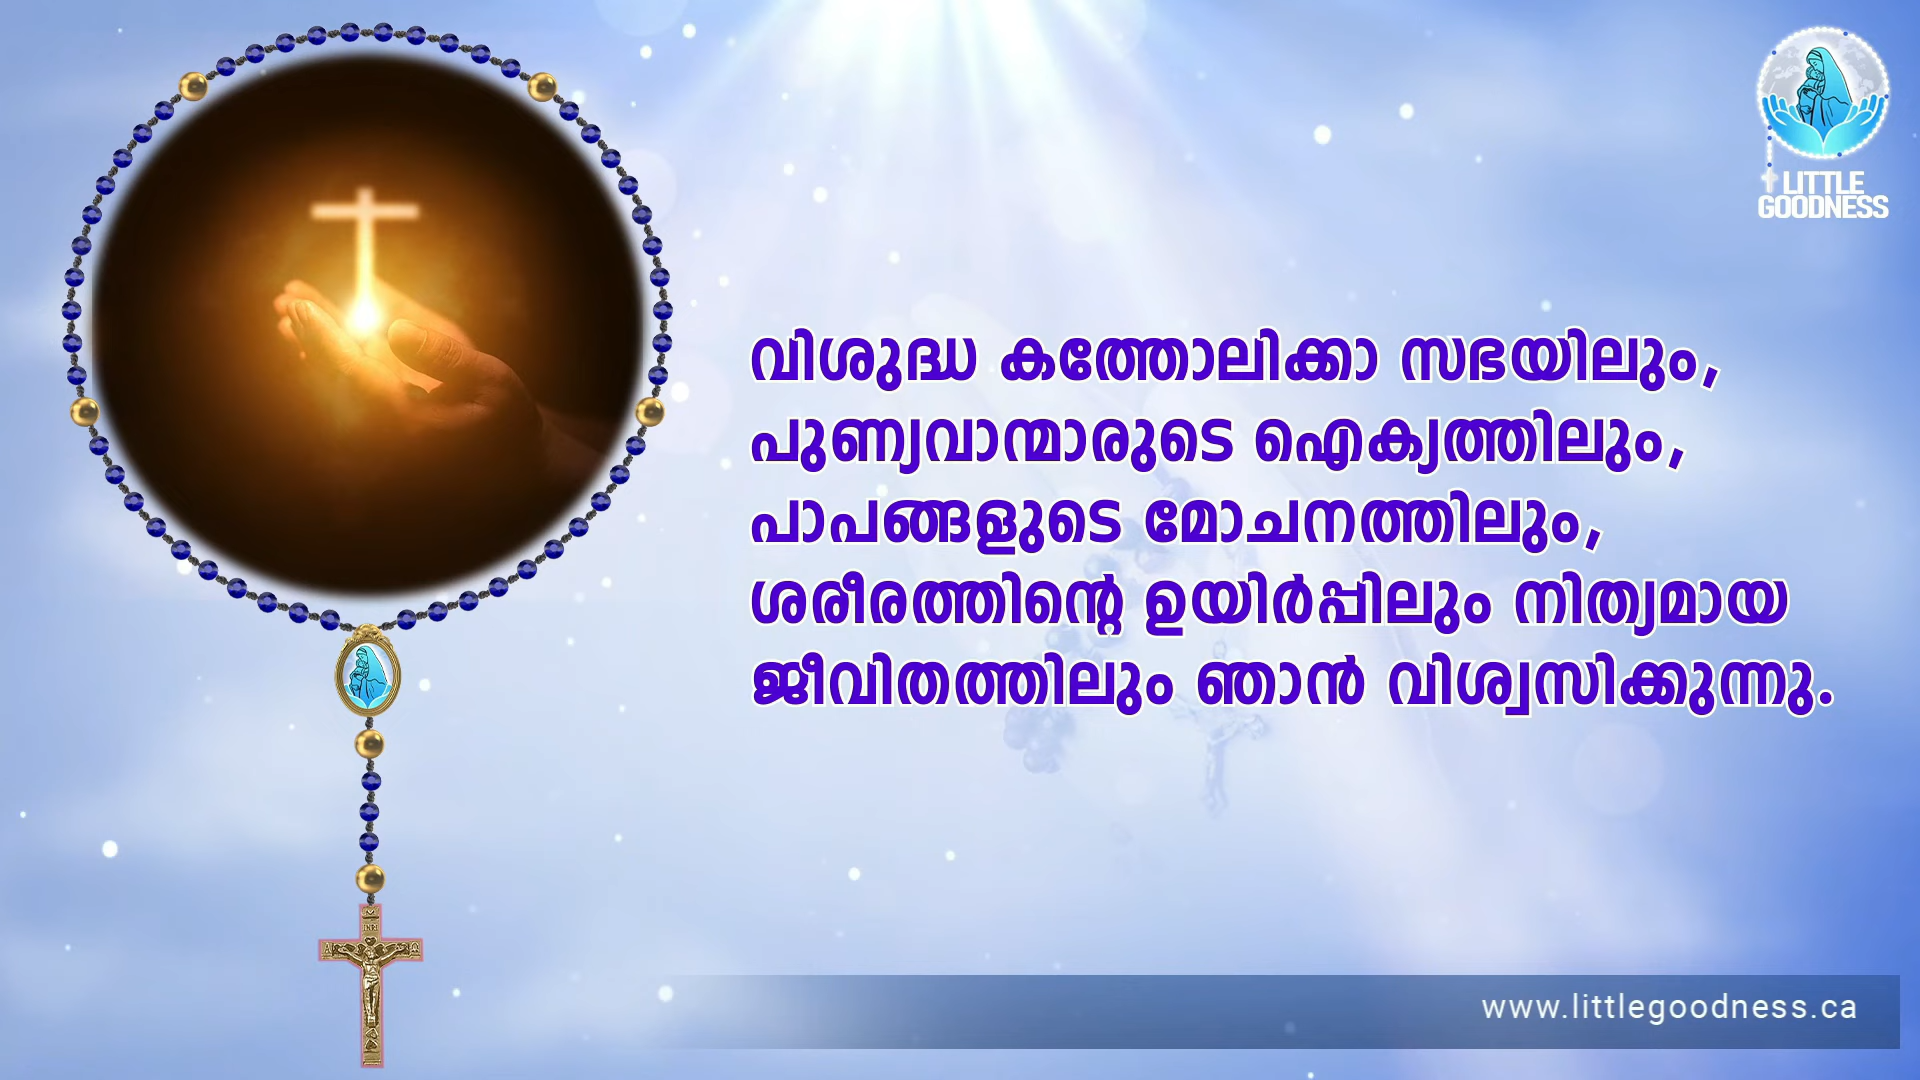 LITTLE
GOODNESS
വിശുദ്ധ കത്തോലിക്കാ സഭയിലും,
പുണ്യവാന്മാരുടെ ഐക്യത്തിലും,
പാപങ്ങളുടെ മോചനത്തിലും,
ശരീരത്തിന്റെ ഉയിർപ്പിലും നിത്യമായ
ജീവിതത്തിലും ഞാൻ വിശ്വസിക്കുന്നു.
INRI
www.littlegoodness.ca